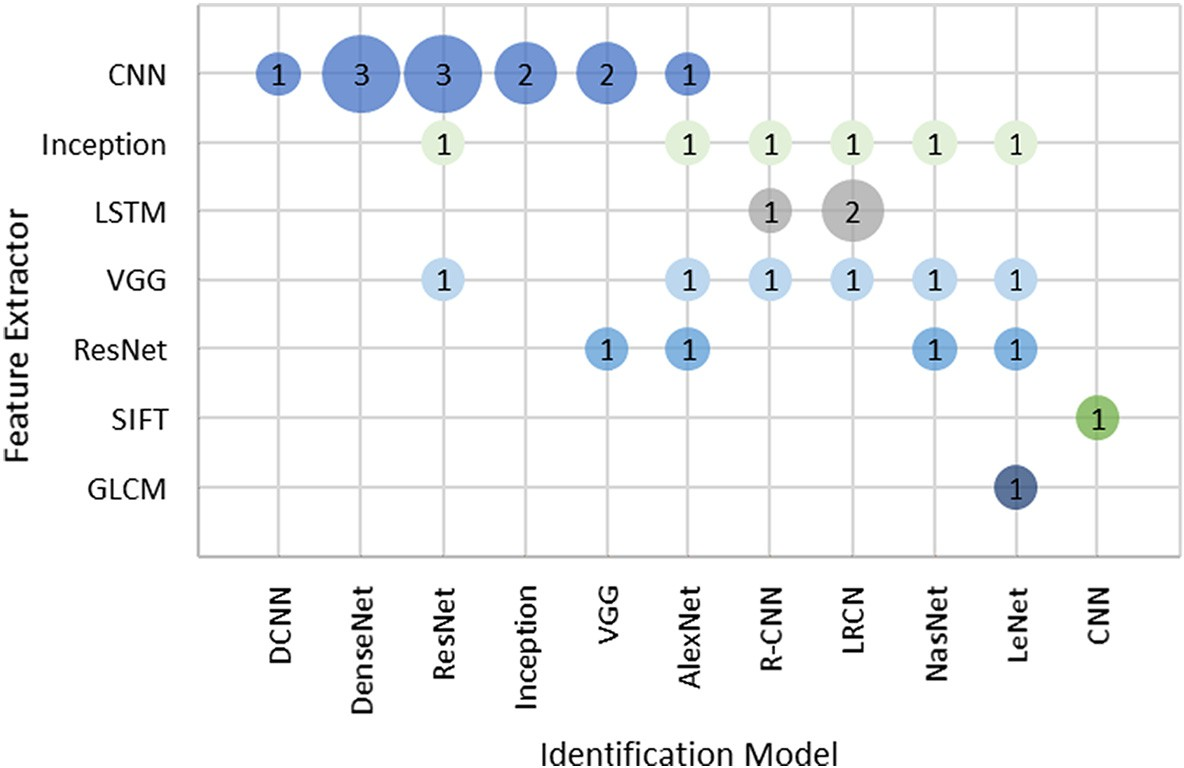 Feature Extractor
CNN 1 3 3 2 2 1
Inception 1 1 1 1 1 1
LSTM 1 2
VGG 1 1 1 1 1 1
ResNet 1 1 1 1
SIFT 1
GLCM 1
DCNN DenseNet ResNet Inception VGG AlexNet R-CNN LRCN NasNet LeNet CNN
Identification Model